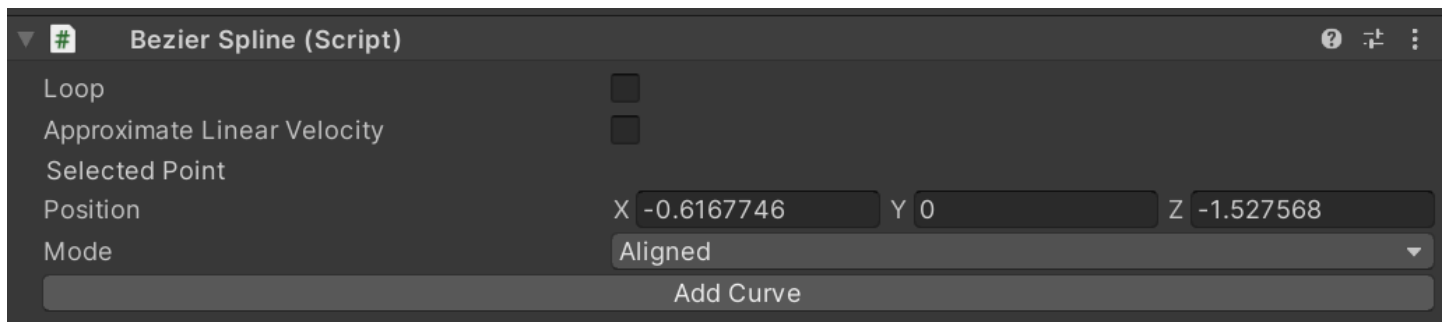 # Bezier Spline (Script) ?
Loop
Approximate Linear Velocity
Selected Point
Position X -0.6167746 Y 0 Z -1.527568
Mode Aligned
Add Curve